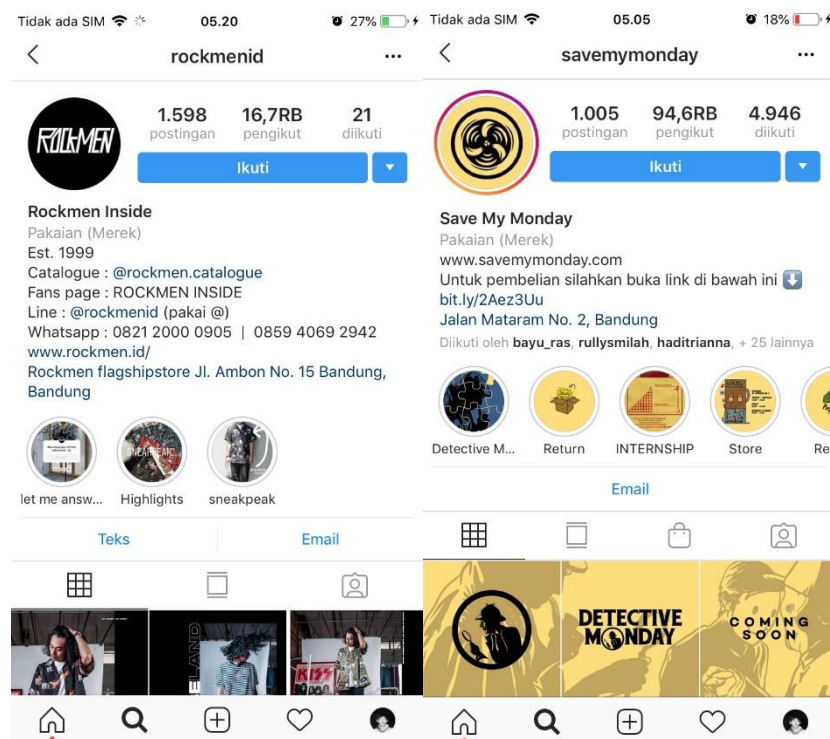 Tidak ada SIM 05.20 27%
rockmenid
ROCKMEN
1.598 16,7RB 21
postingan pengikut diikuti
Ikuti
Rockmen Inside
Pakaian (Merek)
Est. 1999
Catalogue : @rockmen.catalogue
Fans page : ROCKMEN INSIDE
Line : @rockmenid (pakai @)
Whatsapp : 0821 2000 0905 | 0859 4069 2942
www.rockmen.id/
Rockmen flagshipstore Jl. Ambon No. 15 Bandung,
Bandung
let me answ... Highlights sneakpeak
Teks Email
KISS
Tidak ada SIM 05.05 18%
savemymonday
1.005 94,6RB 4.946
postingan pengikut diikuti
Ikuti
Save My Monday
Pakaian (Merek)
www.savemymonday.com
Untuk pembelian silahkan buka link di bawah ini
bit.ly/2Aez3Uu
Jalan Mataram No. 2, Bandung
Diikuti oleh bayu_ras, rullysmilah, haditrianna, + 25 lainnya
Detective M... Return INTERNSHIP Store Re
Email
DETECTIVE
MONDAY
COMING
SOON